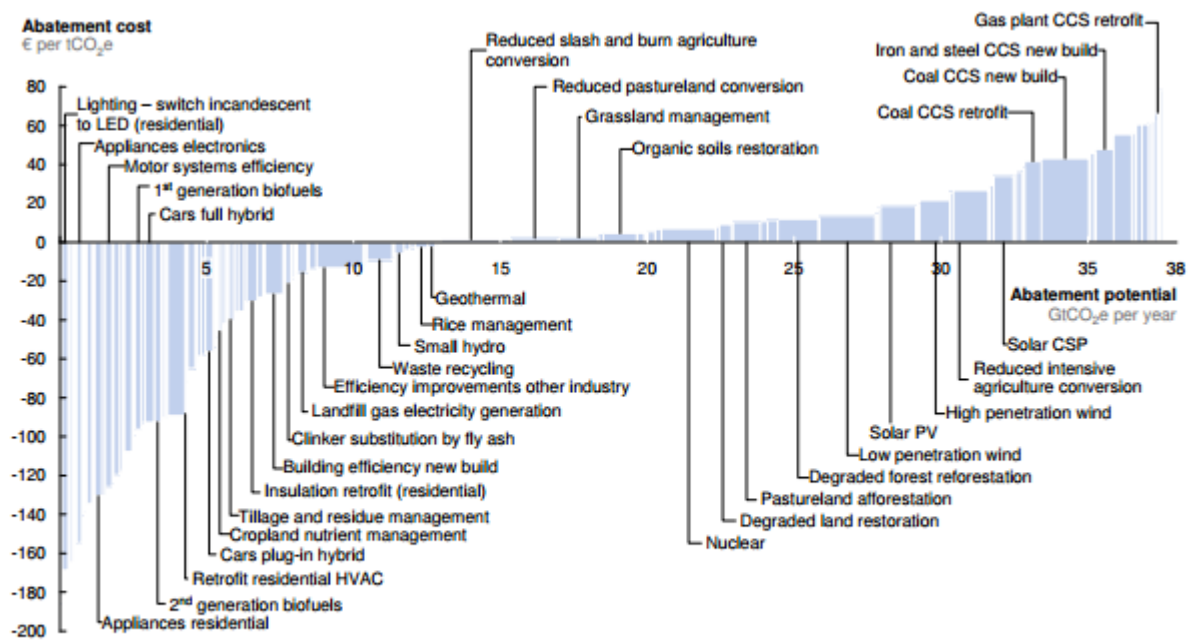 Abatement cost
€ per tCO₂e
Gas plant CCS retrofit
Reduced slash and burn agriculture
conversion
Iron and steel CCS new build
Coal CCS new build
Reduced pastureland conversion
Grassland management
Coal CCS retrofit
Organic soils restoration
Lighting – switch incandescent
to LED (residential)
Appliances electronics
Motor systems efficiency
1st generation biofuels
Cars full hybrid
80
60
40
20
0
-20
-40
-60
-80
-100
-120
-140
-160
-180
-200
5
10
15
20
25
30
35
38
Abatement potential
GtCO₂e per year
Geothermal
Rice management
Small hydro
Waste recycling
Efficiency improvements other industry
Landfill gas electricity generation
Clinker substitution by fly ash
Building efficiency new build
Insulation retrofit (residential)
Tillage and residue management
Cropland nutrient management
Cars plug-in hybrid
Retrofit residential HVAC
2nd generation biofuels
Appliances residential
Solar CSP
Reduced intensive
agriculture conversion
High penetration wind
Solar PV
Low penetration wind
Degraded forest reforestation
Pastureland afforestation
Degraded land restoration
Nuclear